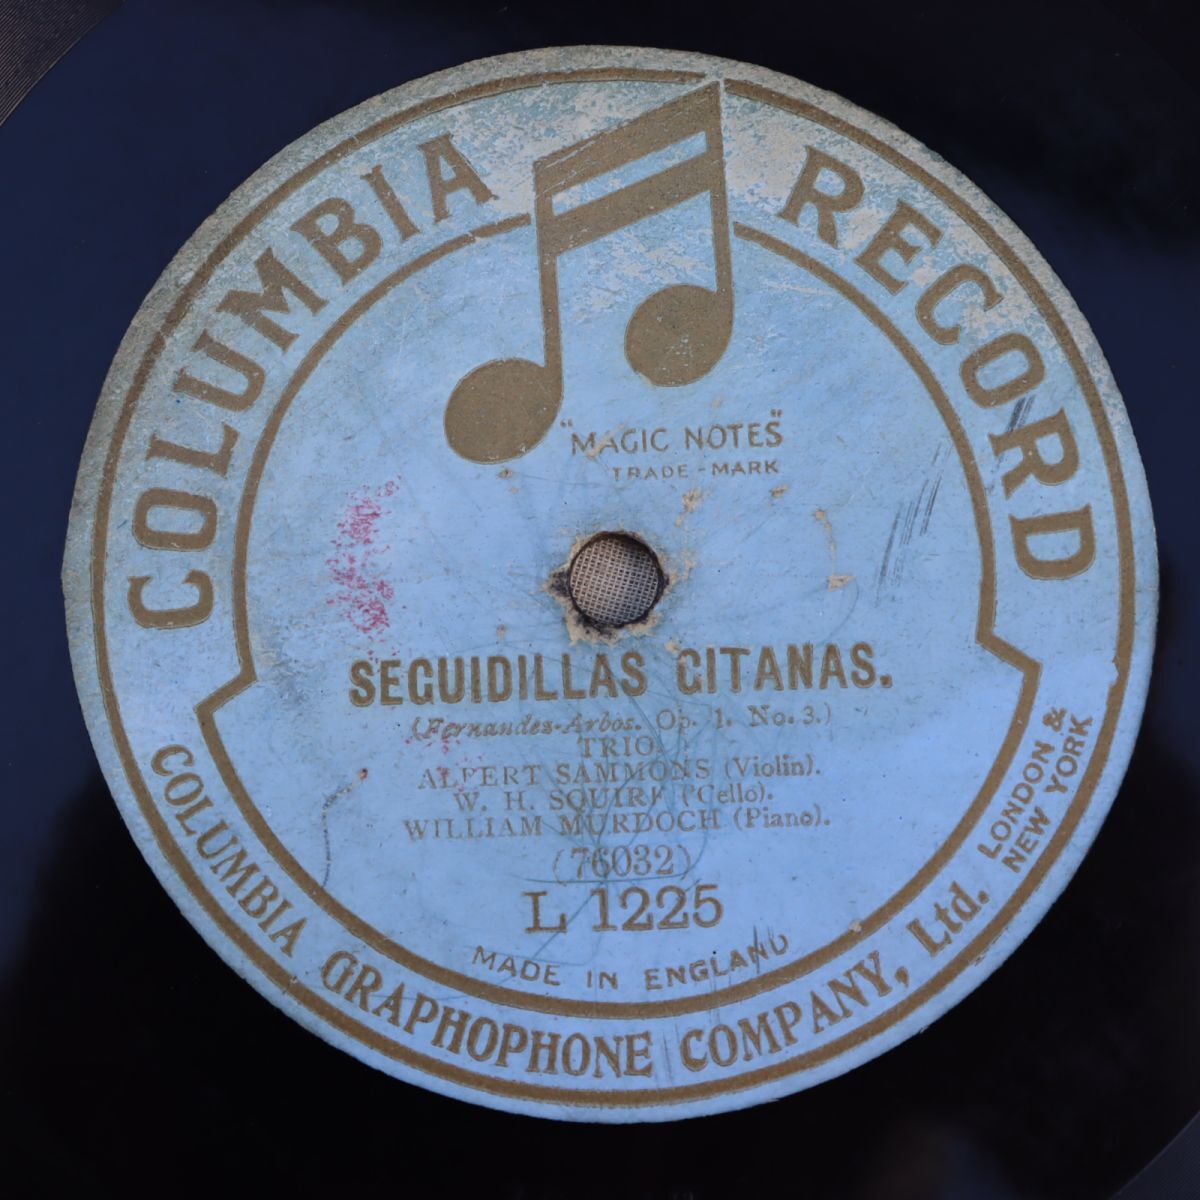 COLUMBIA RECORD
"MAGIC NOTES"
TRADE-MARK
SEGUIDILLAS GITANAS.
(Fernandes-Arbos. Op. 1. No. 3.)
TRIO.
ALBERT SAMMONS (Violin).
W. H. SQUIRE ('Cello).
WILLIAM MURDOCH (Piano).
(76032)
L 1225
MADE IN ENGLAND
COLUMBIA GRAPHOPHONE COMPANY, Ltd. LONDON &
NEW YORK